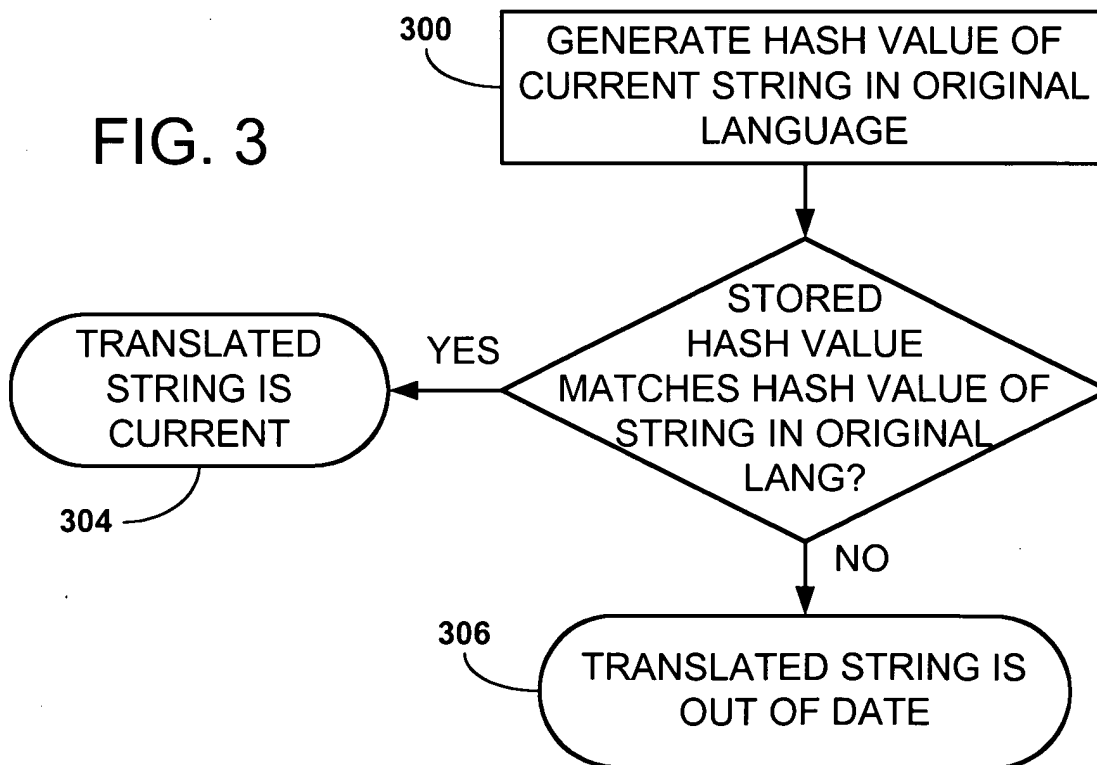 300
GENERATE HASH VALUE OF
CURRENT STRING IN ORIGINAL
LANGUAGE
FIG. 3
STORED
HASH VALUE
MATCHES HASH VALUE OF
STRING IN ORIGINAL
LANG?
YES
TRANSLATED
STRING IS
CURRENT
304
NO
306
TRANSLATED STRING IS
OUT OF DATE